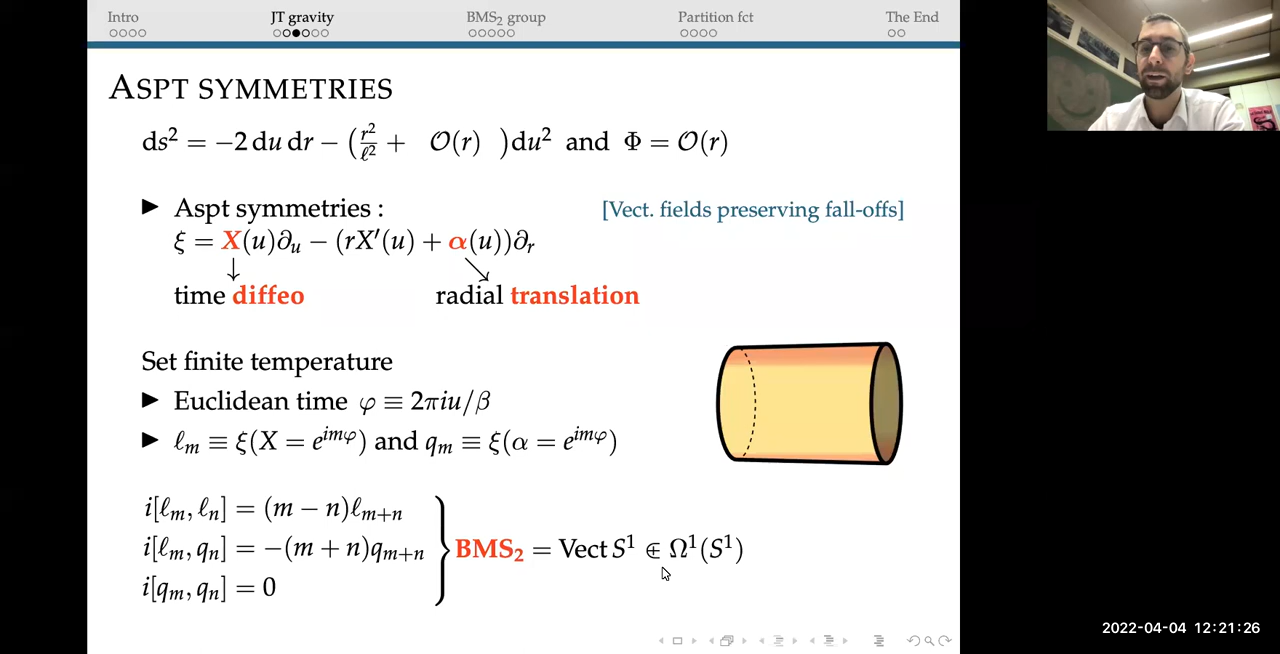 Intro JT gravity BMS₂ group Partition fct The End
ASPT SYMMETRIES
ds² = −2 du dr − (r²/ℓ² + 𝒪(r) )du² and Φ = 𝒪(r)
▶ Aspt symmetries : [Vect. fields preserving fall-offs]
ξ = X(u)∂ᵤ − (rX′(u) + α(u))∂ᵣ
↓ ↘
time diffeo radial translation
Set finite temperature
▶ Euclidean time φ ≡ 2πiu/β
▶ ℓₘ ≡ ξ(X = e^{imφ}) and qₘ ≡ ξ(α = e^{imφ})
i[ℓₘ, ℓₙ] = (m − n)ℓₘ₊ₙ
i[ℓₘ, qₙ] = −(m + n)qₘ₊ₙ } BMS₂ = Vect S¹ ⨭ Ω¹(S¹)
i[qₘ, qₙ] = 0
2022-04-04 12:21:26